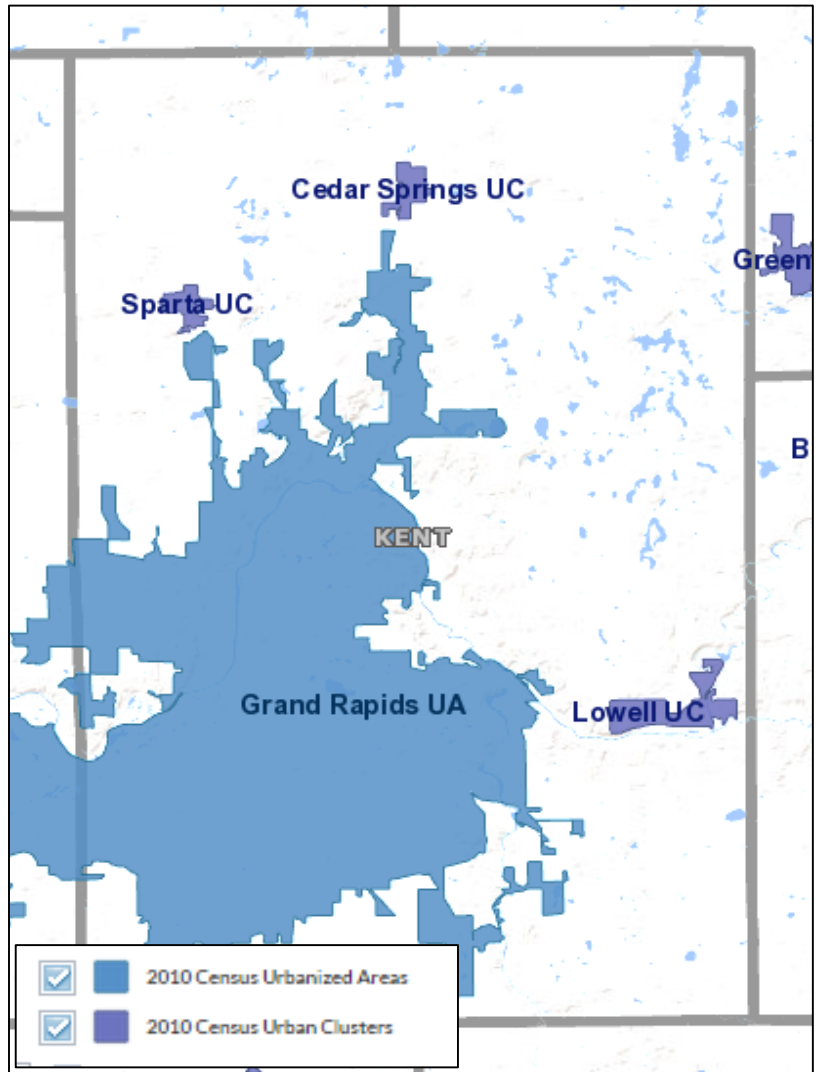 Cedar Springs UC
Green
Sparta UC
B
KENT
Grand Rapids UA
Lowell UC
2010 Census Urbanized Areas
2010 Census Urban Clusters